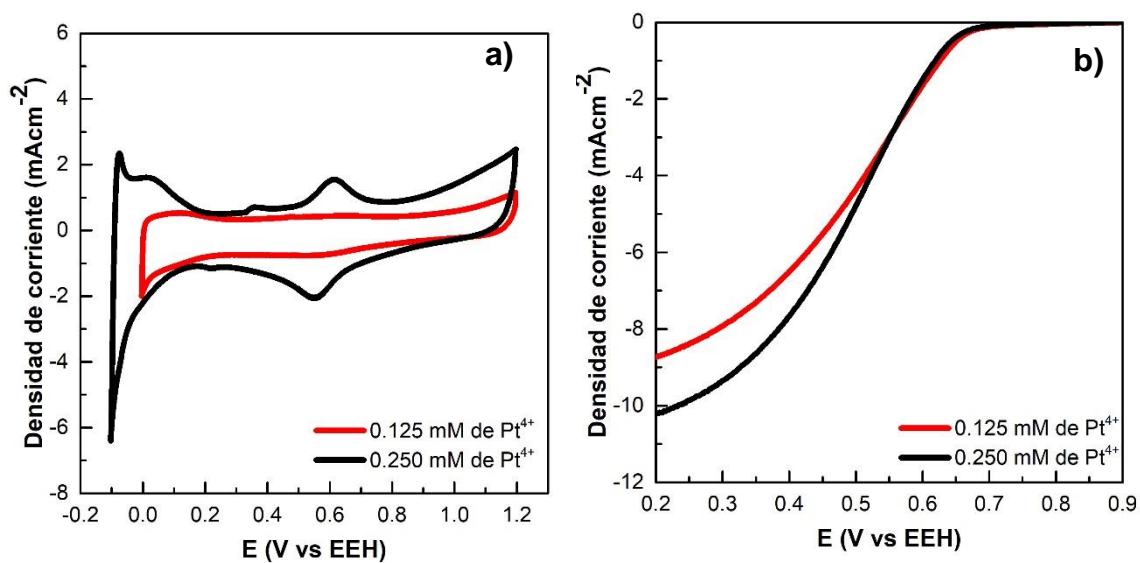 a)
Densidad de corriente (mAcm⁻²)
6
4
2
0
-2
-4
-6
-8
-0.2 0.0 0.2 0.4 0.6 0.8 1.0 1.2
E (V vs EEH)
0.125 mM de Pt⁴⁺
0.250 mM de Pt⁴⁺
b)
Densidad de corriente (mAcm⁻²)
0
-2
-4
-6
-8
-10
-12
0.2 0.3 0.4 0.5 0.6 0.7 0.8 0.9
E (V vs EEH)
0.125 mM de Pt⁴⁺
0.250 mM de Pt⁴⁺